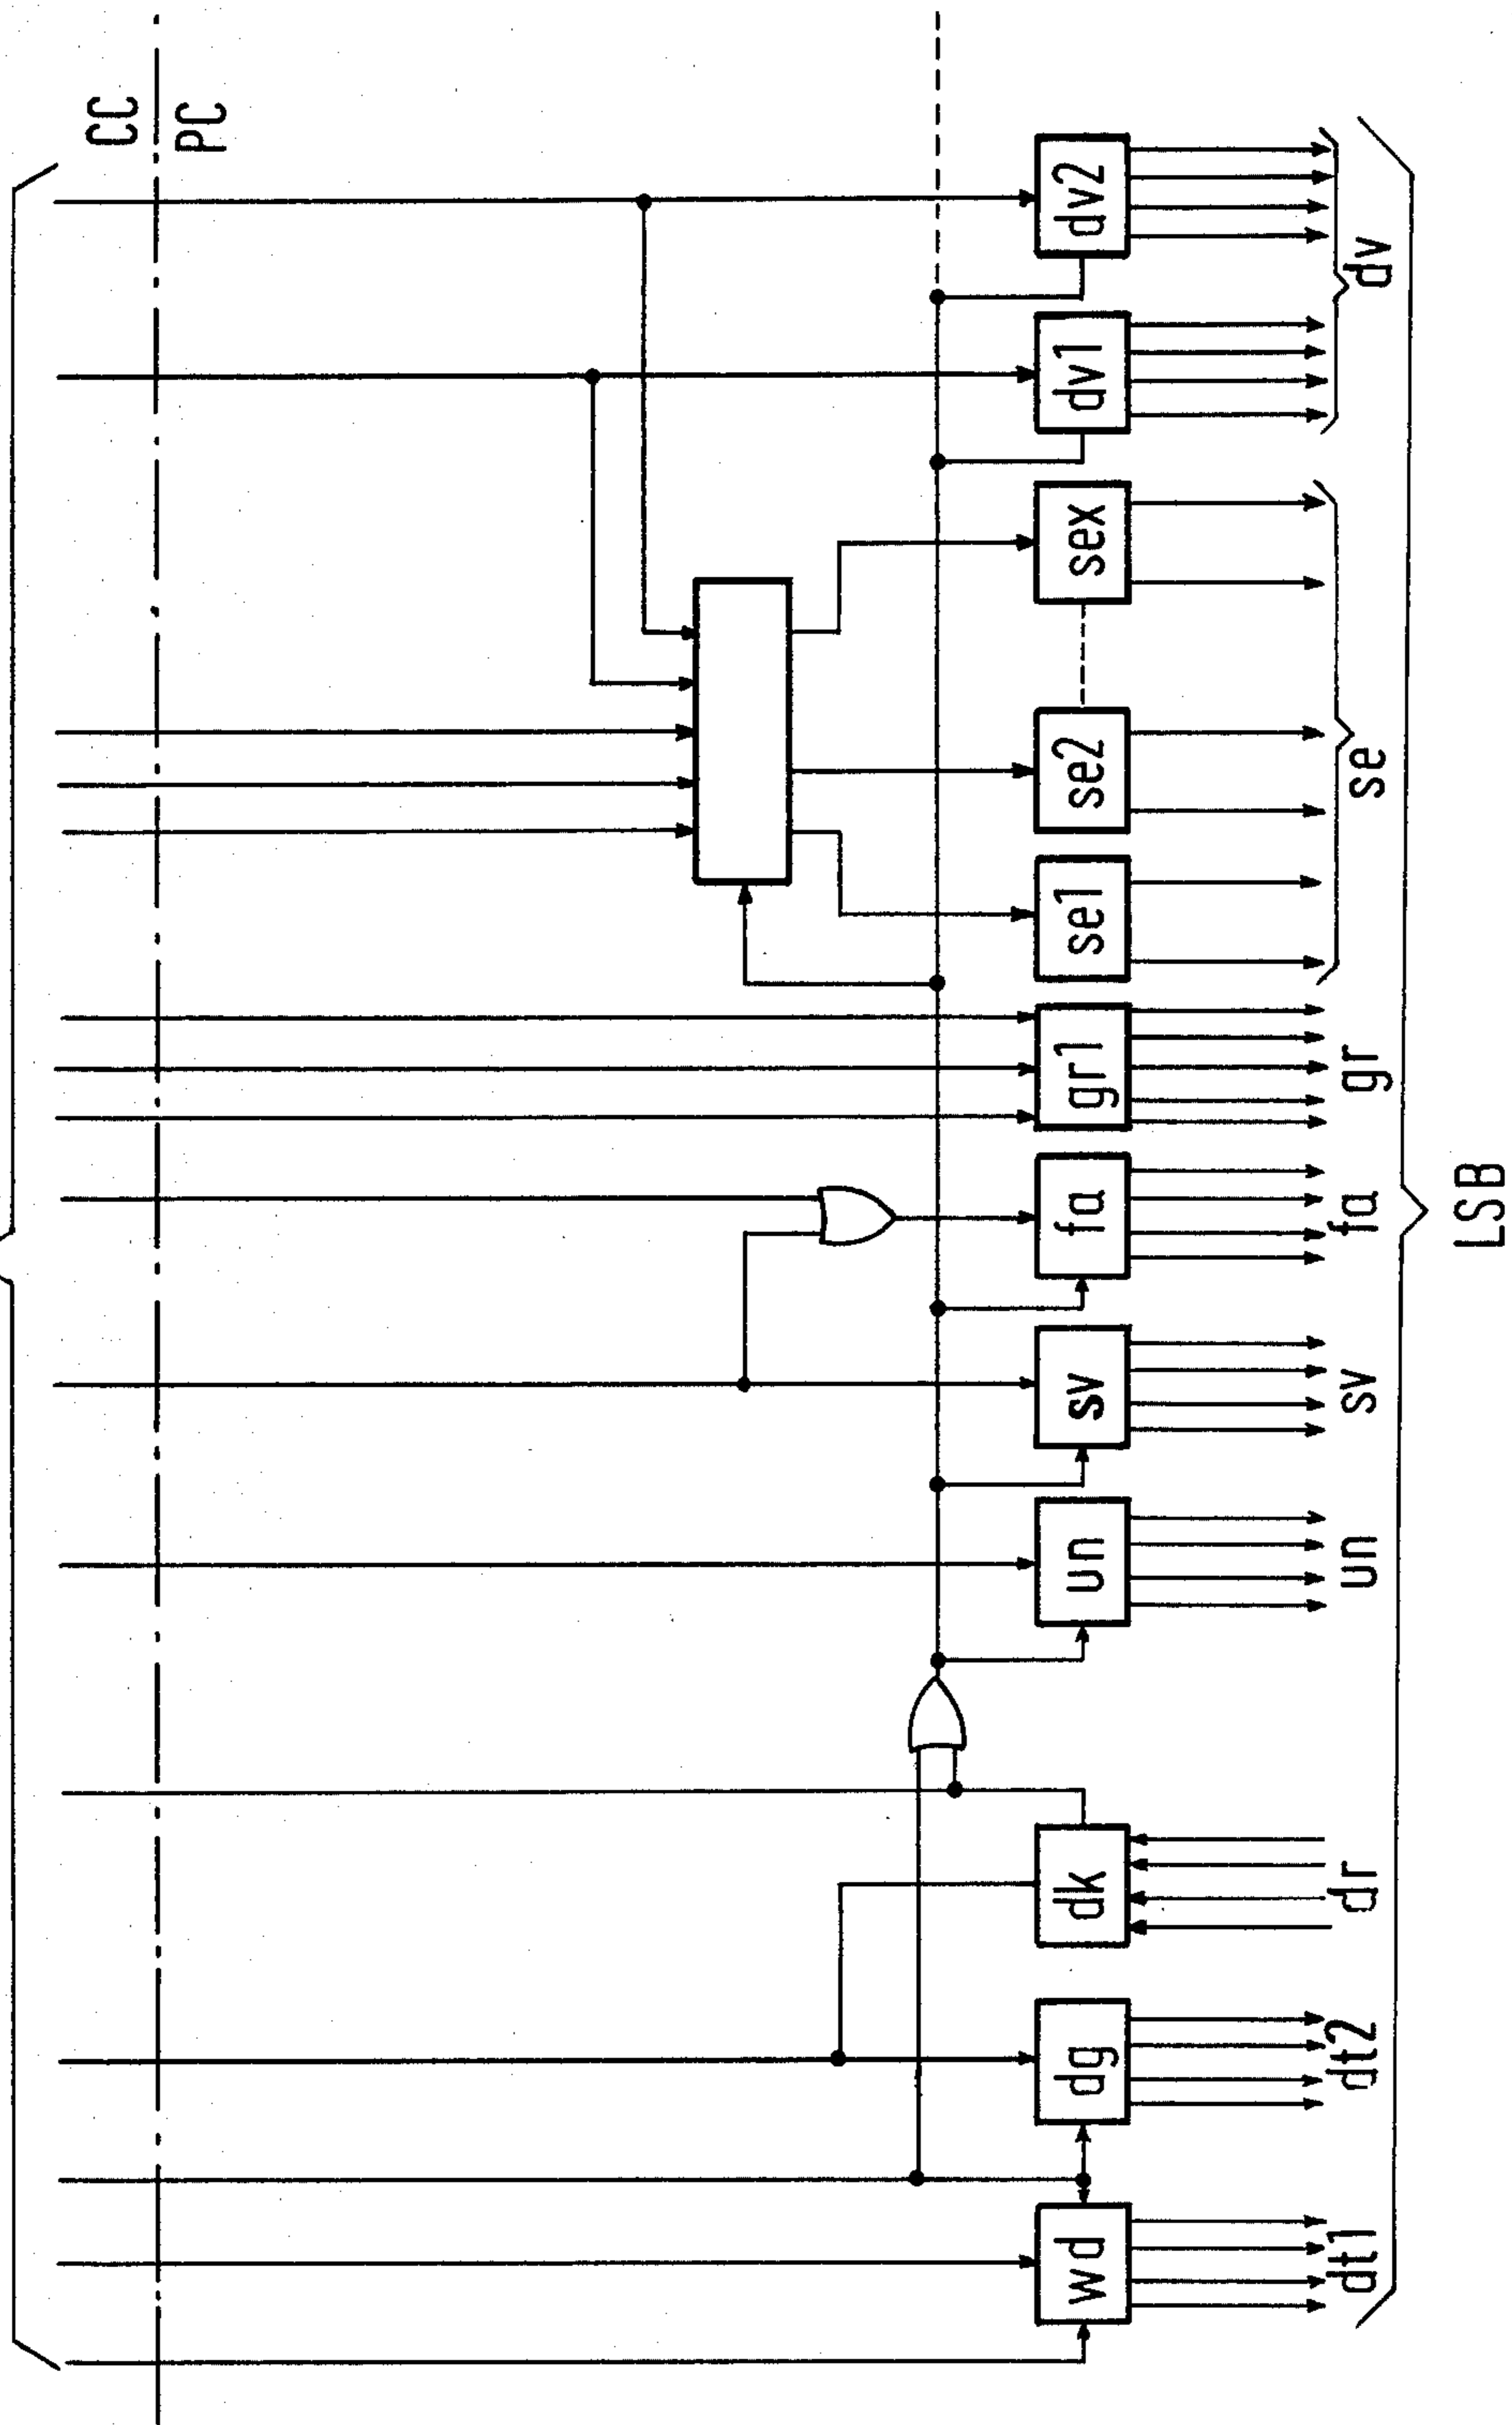 CC
PC
wd
dg
dk
un
sv
fa
gr1
se1
se2
sex
dv1
dv2
dt1
dt2
dr
un
sv
fa
gr
se
dv
LSB